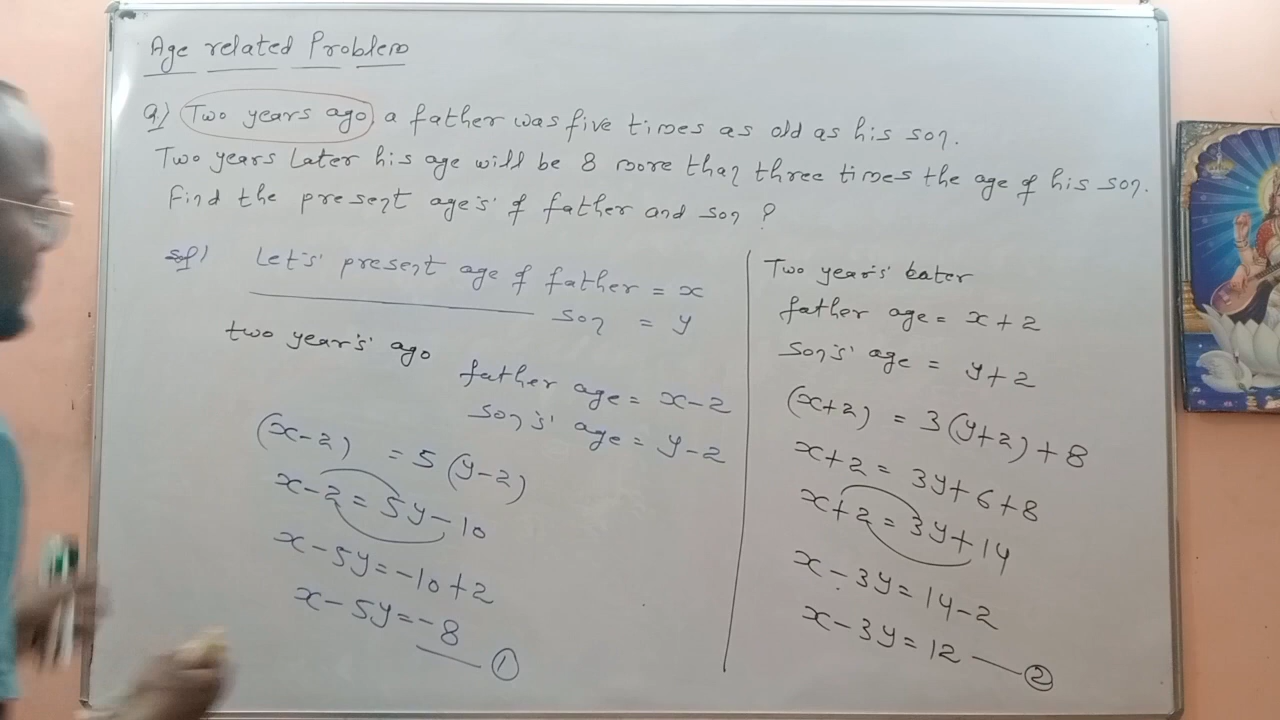 Age related Problem
Q) Two years ago a father was five times as old as his son.
Two years Later his age will be 8 more than three times the age of his son.
Find the present age's of father and son ?
Sol) Let's present age of father = x
son = y
two year's ago
father age = x-2
Son's age = y-2
(x-2) = 5(y-2)
x-2 = 5y-10
x-5y = -10+2
x-5y = -8 ①
Two year's Later
father age = x+2
Son's age = y+2
(x+2) = 3(y+2)+8
x+2 = 3y+6+8
x+2 = 3y+14
x-3y = 14-2
x-3y = 12 ②